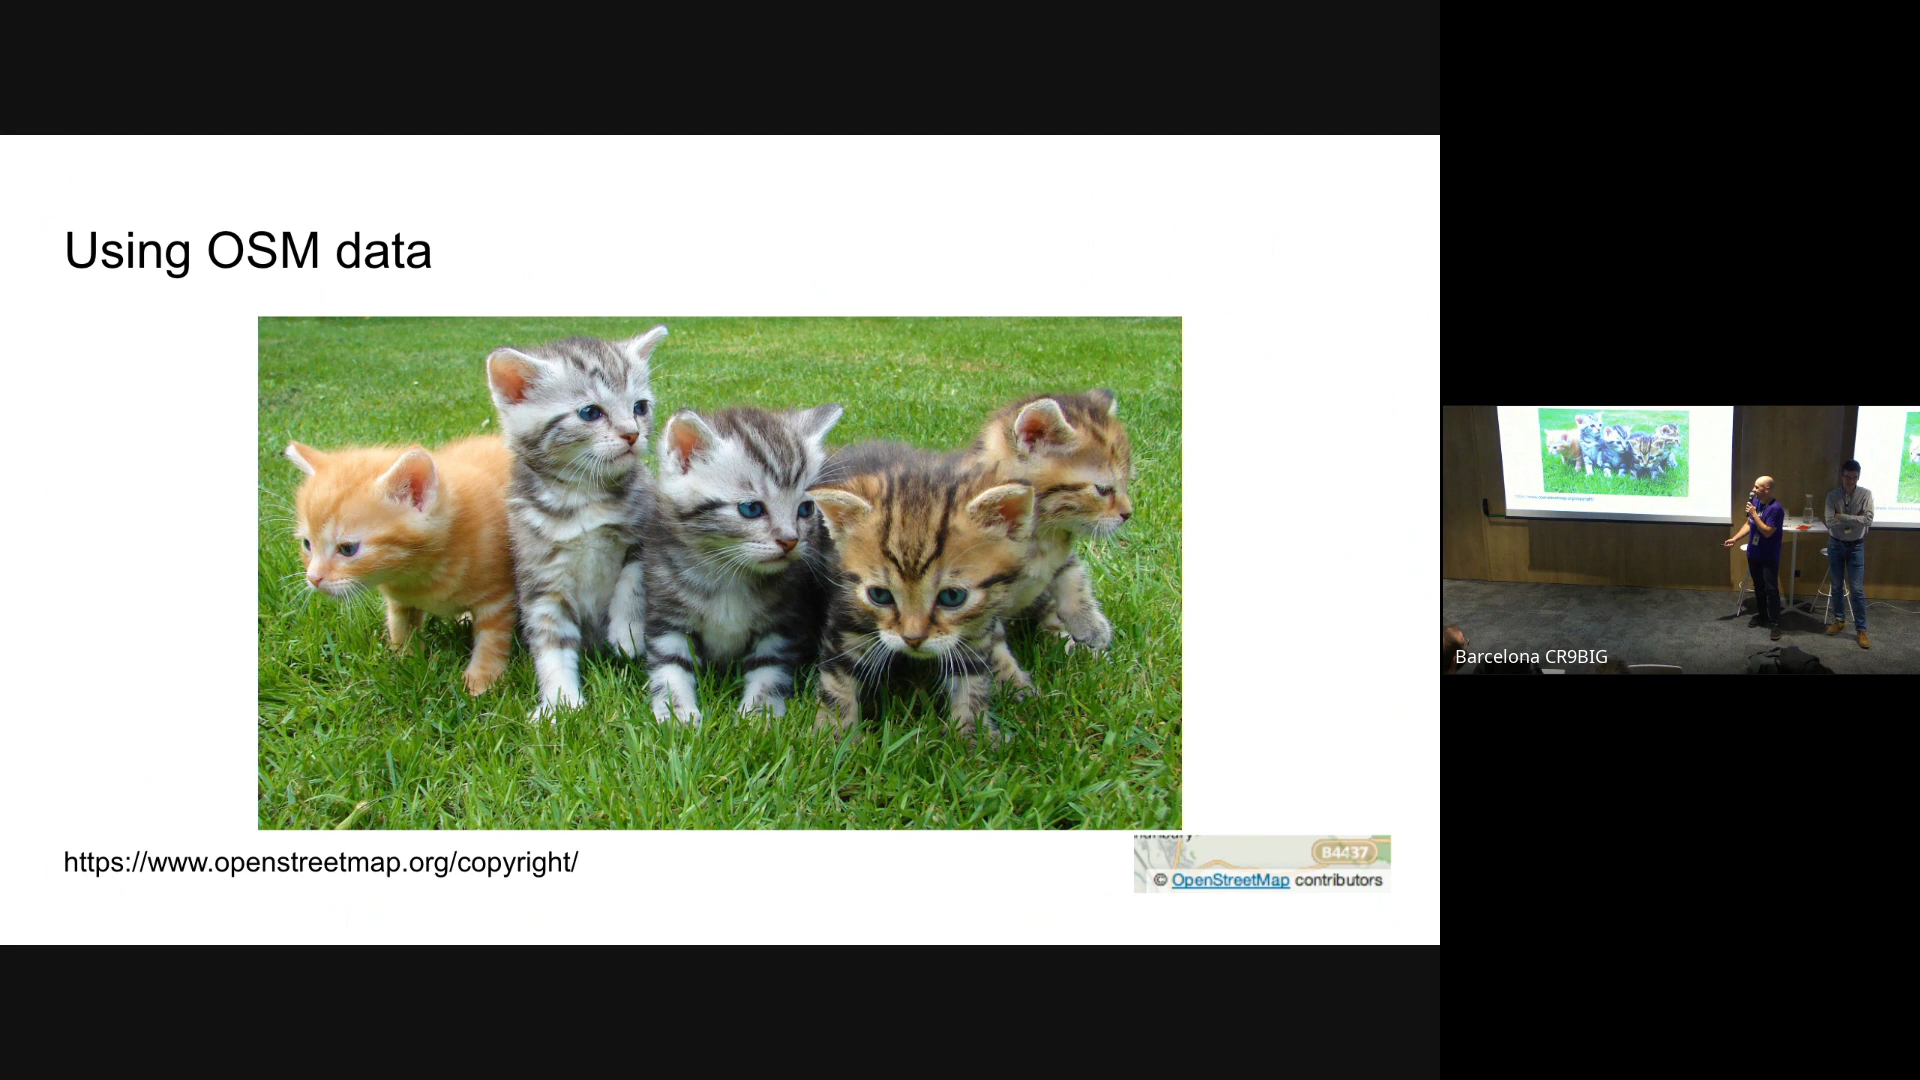 Using OSM data
https://www.openstreetmap.org/copyright/
B4437
© OpenStreetMap contributors
Barcelona CR9BIG